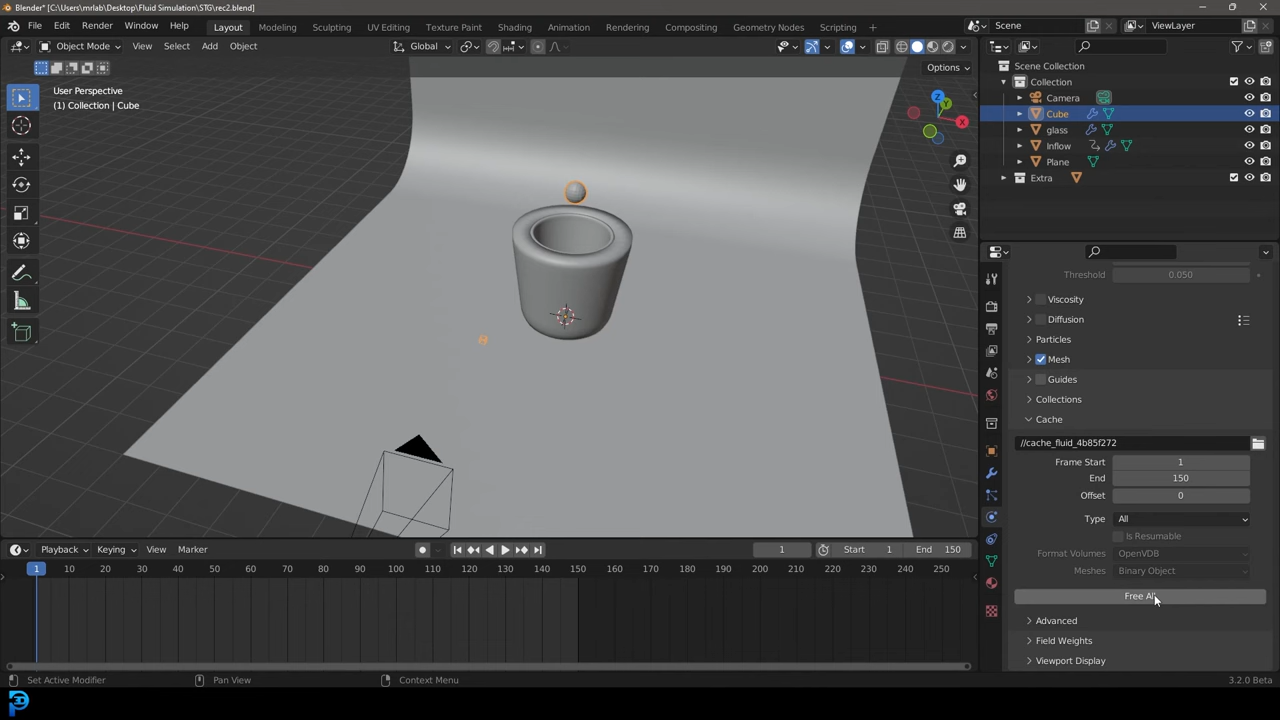 Blender* [C:\Users\mrlab\Desktop\Fluid Simulation\STG\rec2.blend]
File Edit Render Window Help Layout Modeling Sculpting UV Editing Texture Paint Shading Animation Rendering Compositing Geometry Nodes Scripting Scene ViewLayer
Object Mode View Select Add Object Global
Options
User Perspective
(1) Collection | Cube
Z
Y
X
Scene Collection
Collection
Camera
Cube
glass
Inflow
Plane
Extra
Threshold 0.050
Viscosity
Diffusion
Particles
Mesh
Guides
Collections
Cache
//cache_fluid_4b85f272
Frame Start 1
End 150
Offset 0
Type All
Is Resumable
Format Volumes OpenVDB
Meshes Binary Object
Free All
Advanced
Field Weights
Viewport Display
Playback Keying View Marker 1 Start 1 End 150
1 10 20 30 40 50 60 70 80 90 100 110 120 130 140 150 160 170 180 190 200 210 220 230 240 250
Set Active Modifier Pan View Context Menu 3.2.0 Beta